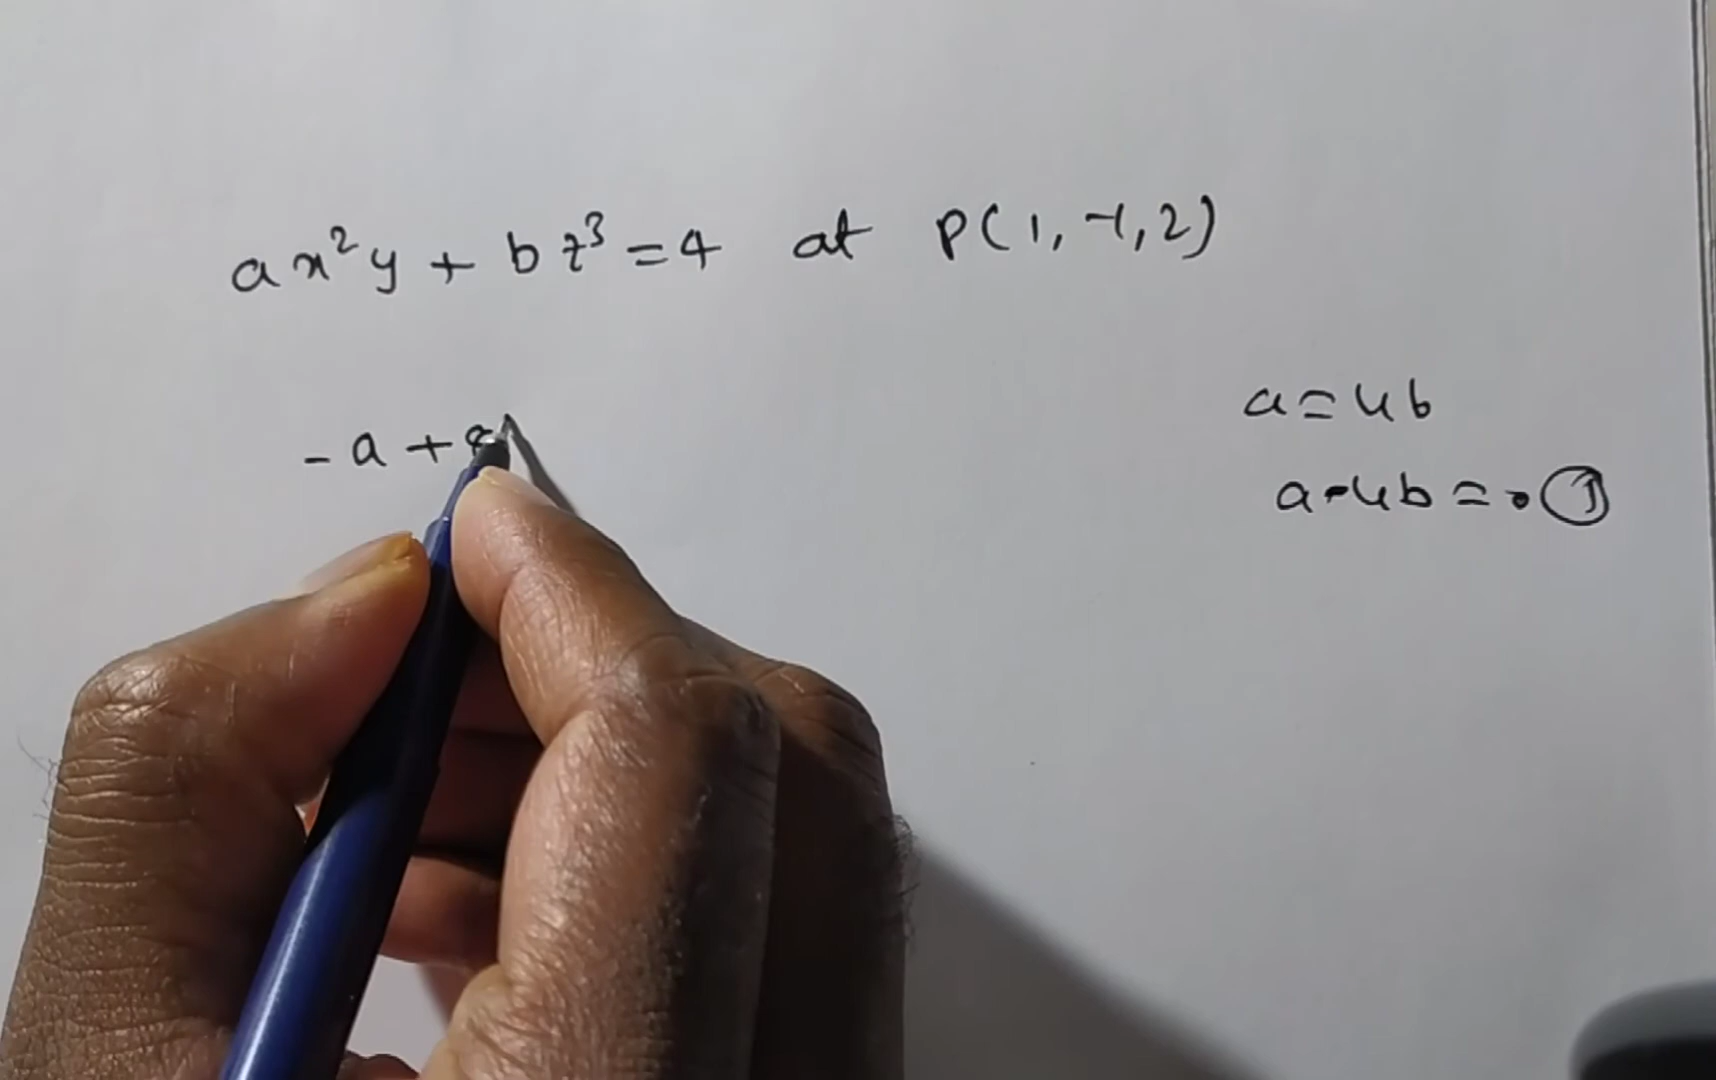 ax²y + bz³ = 4 at P(1, -1, 2)
a = 4b
-a + 8
a - 4b = 0 ①